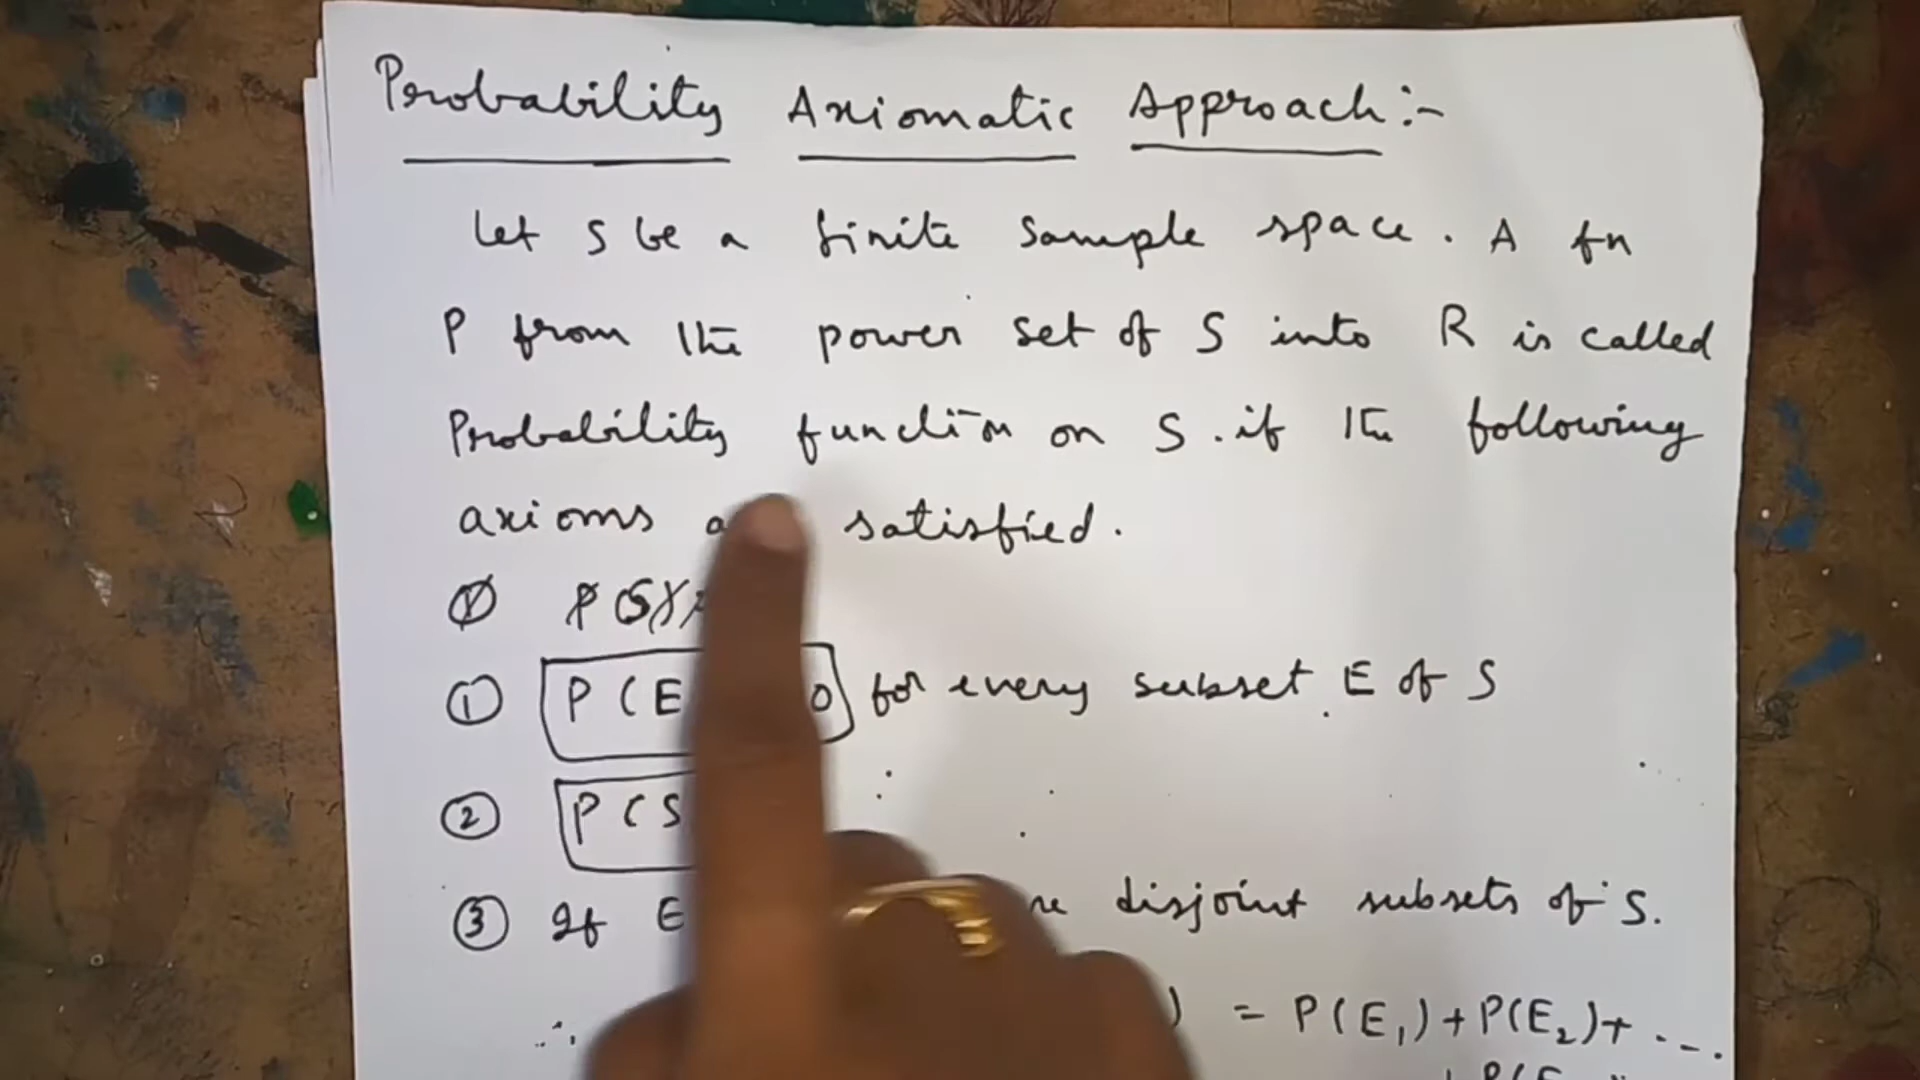 Probability Axiomatic Approach :-
Let S be a finite sample space. A fn
P from the power set of S into R is called
Probability function on S. if the following
axioms satisfied.
① P(E 0 for every subset E of S
② P(S
③ If E disjoint subsets of S.
∴ ) = P(E₁) + P(E₂) + ....